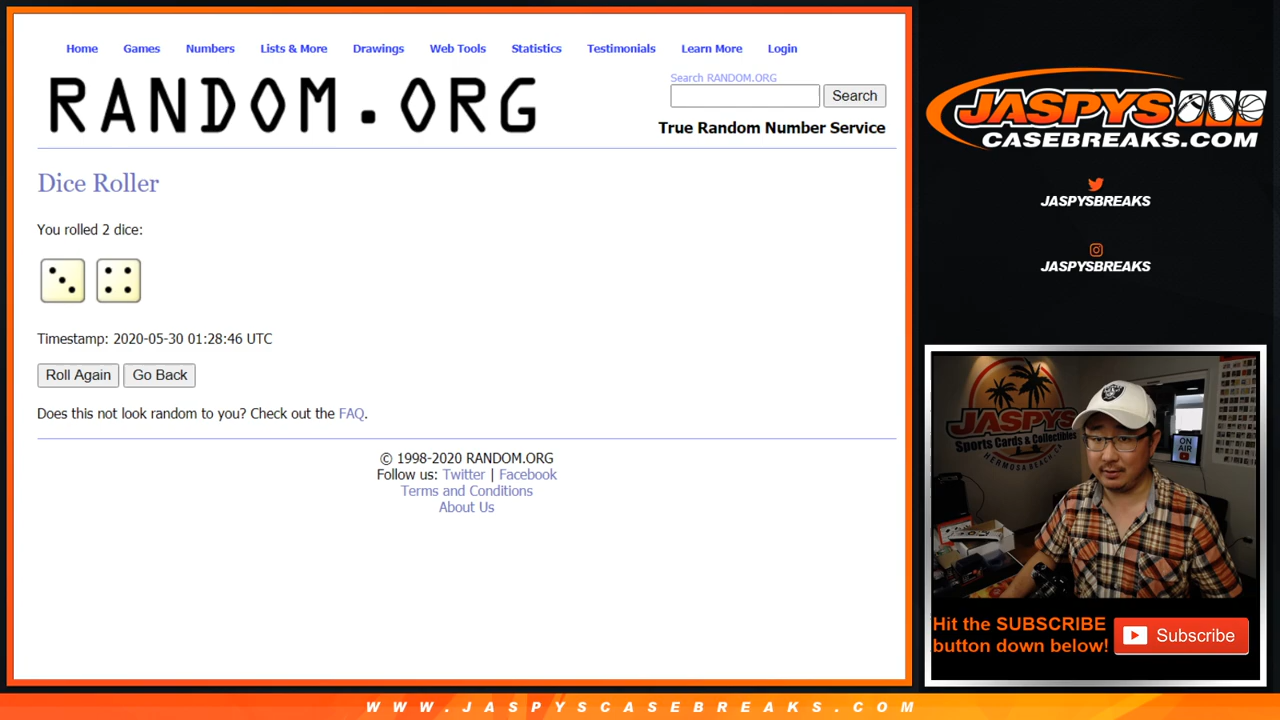 Home Games Numbers Lists & More Drawings Web Tools Statistics Testimonials Learn More Login
RANDOM.ORG
Search RANDOM.ORG
Search
True Random Number Service
Dice Roller
You rolled 2 dice:
Timestamp: 2020-05-30 01:28:46 UTC
Roll Again Go Back
Does this not look random to you? Check out the FAQ.
© 1998-2020 RANDOM.ORG
Follow us: Twitter | Facebook
Terms and Conditions
About Us
JASPYS
CASEBREAKS.COM
JASPYSBREAKS
JASPYSBREAKS
JASPYS
Sports Cards & Collectibles
HERMOSA BEACH, CA
ON
AIR
Hit the SUBSCRIBE
button down below!
Subscribe
WWW.JASPYSCASEBREAKS.COM